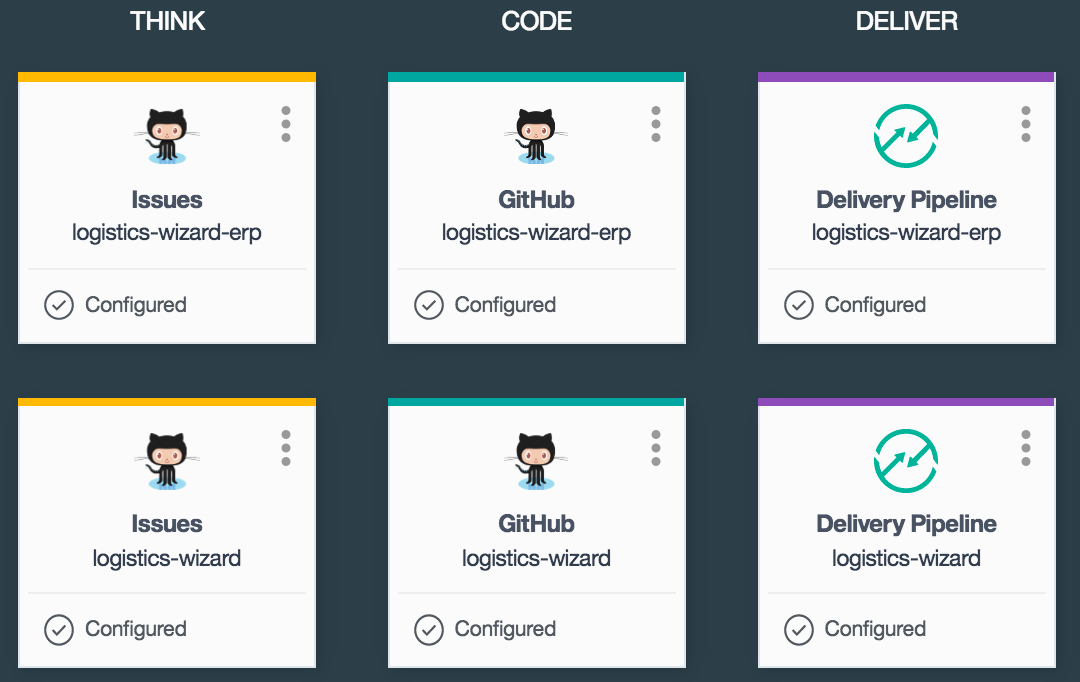 THINK
CODE
DELIVER
Issues
logistics-wizard-erp
Configured
GitHub
logistics-wizard-erp
Configured
Delivery Pipeline
logistics-wizard-erp
Configured
Issues
logistics-wizard
Configured
GitHub
logistics-wizard
Configured
Delivery Pipeline
logistics-wizard
Configured